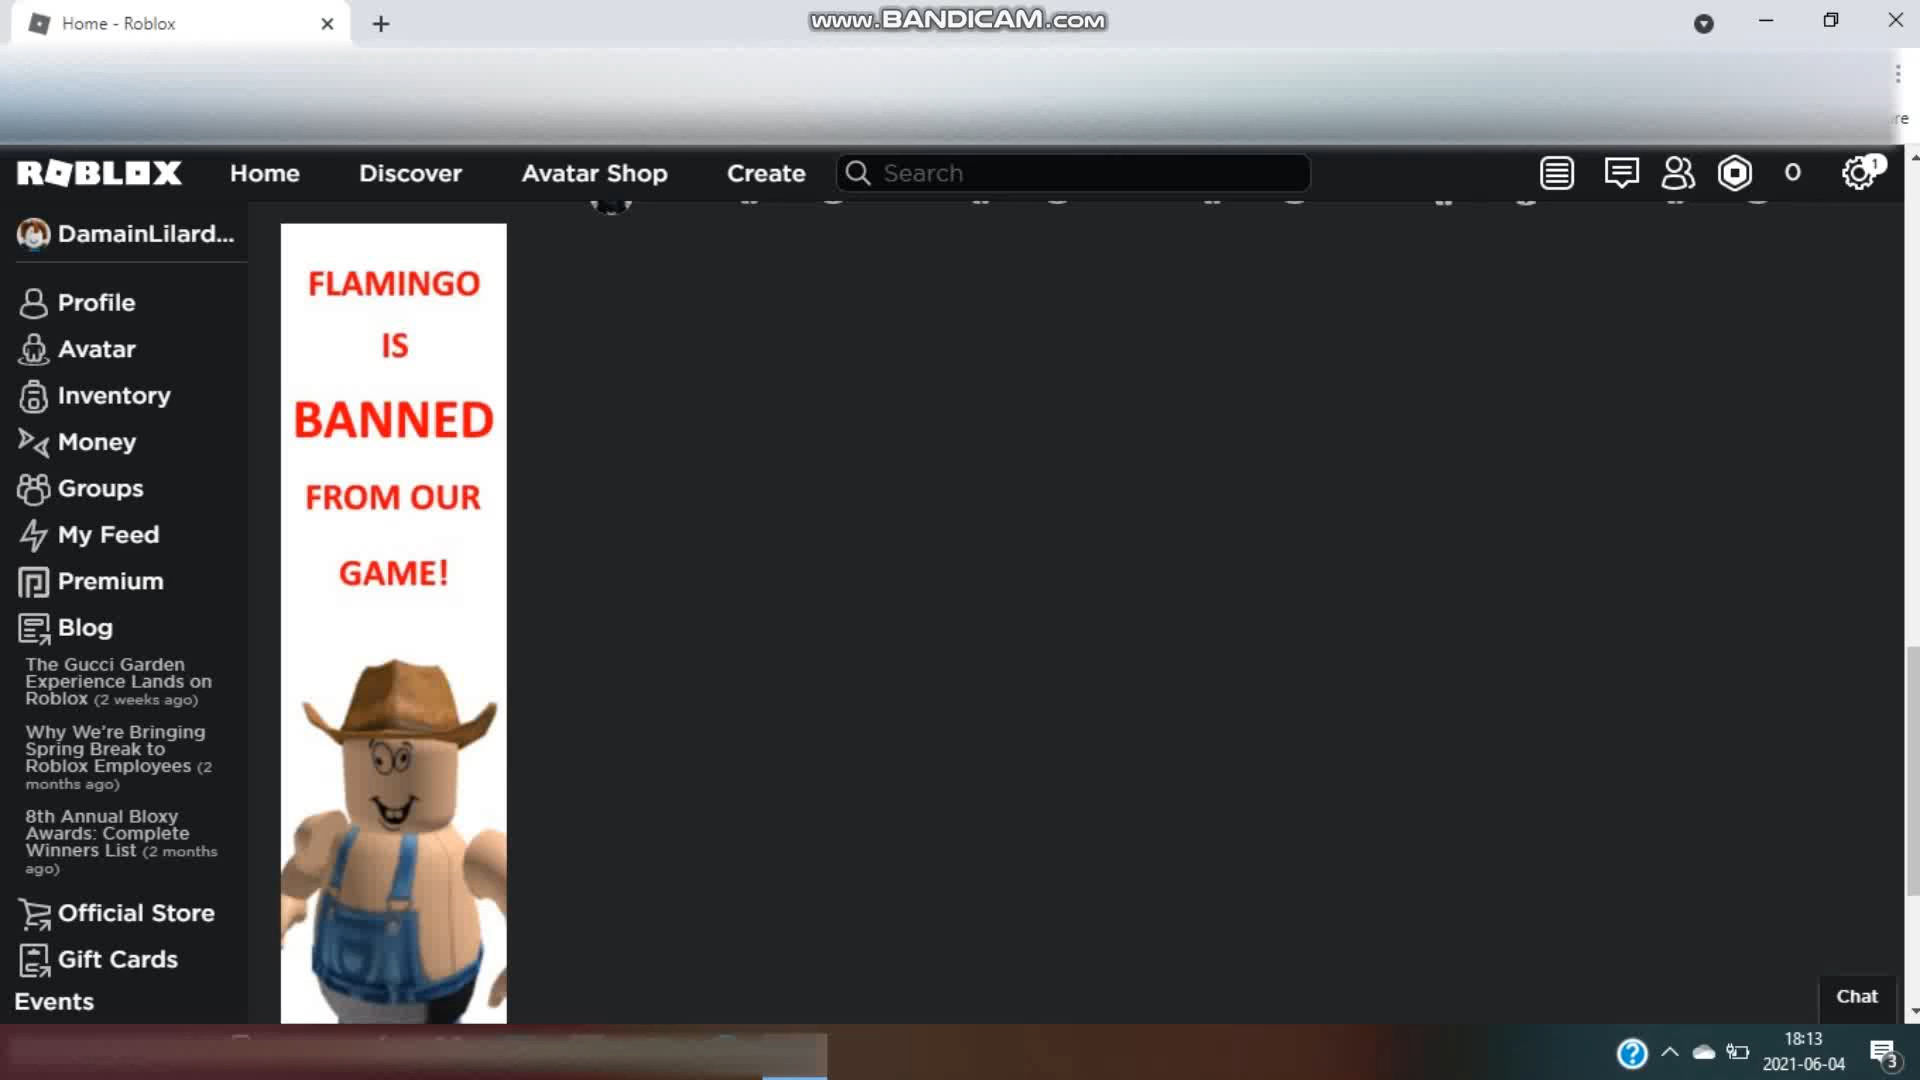 Home - Roblox
www.BANDICAM.com
re
ROBLOX
Home
Discover
Avatar Shop
Create
Search
0
1
DamainLilard...
Profile
Avatar
Inventory
Money
Groups
My Feed
Premium
Blog
The Gucci Garden
Experience Lands on
Roblox (2 weeks ago)
Why We're Bringing
Spring Break to
Roblox Employees (2
months ago)
8th Annual Bloxy
Awards: Complete
Winners List (2 months
ago)
Official Store
Gift Cards
Events
FLAMINGO
IS
BANNED
FROM OUR
GAME!
Chat
18:13
2021-06-04
3